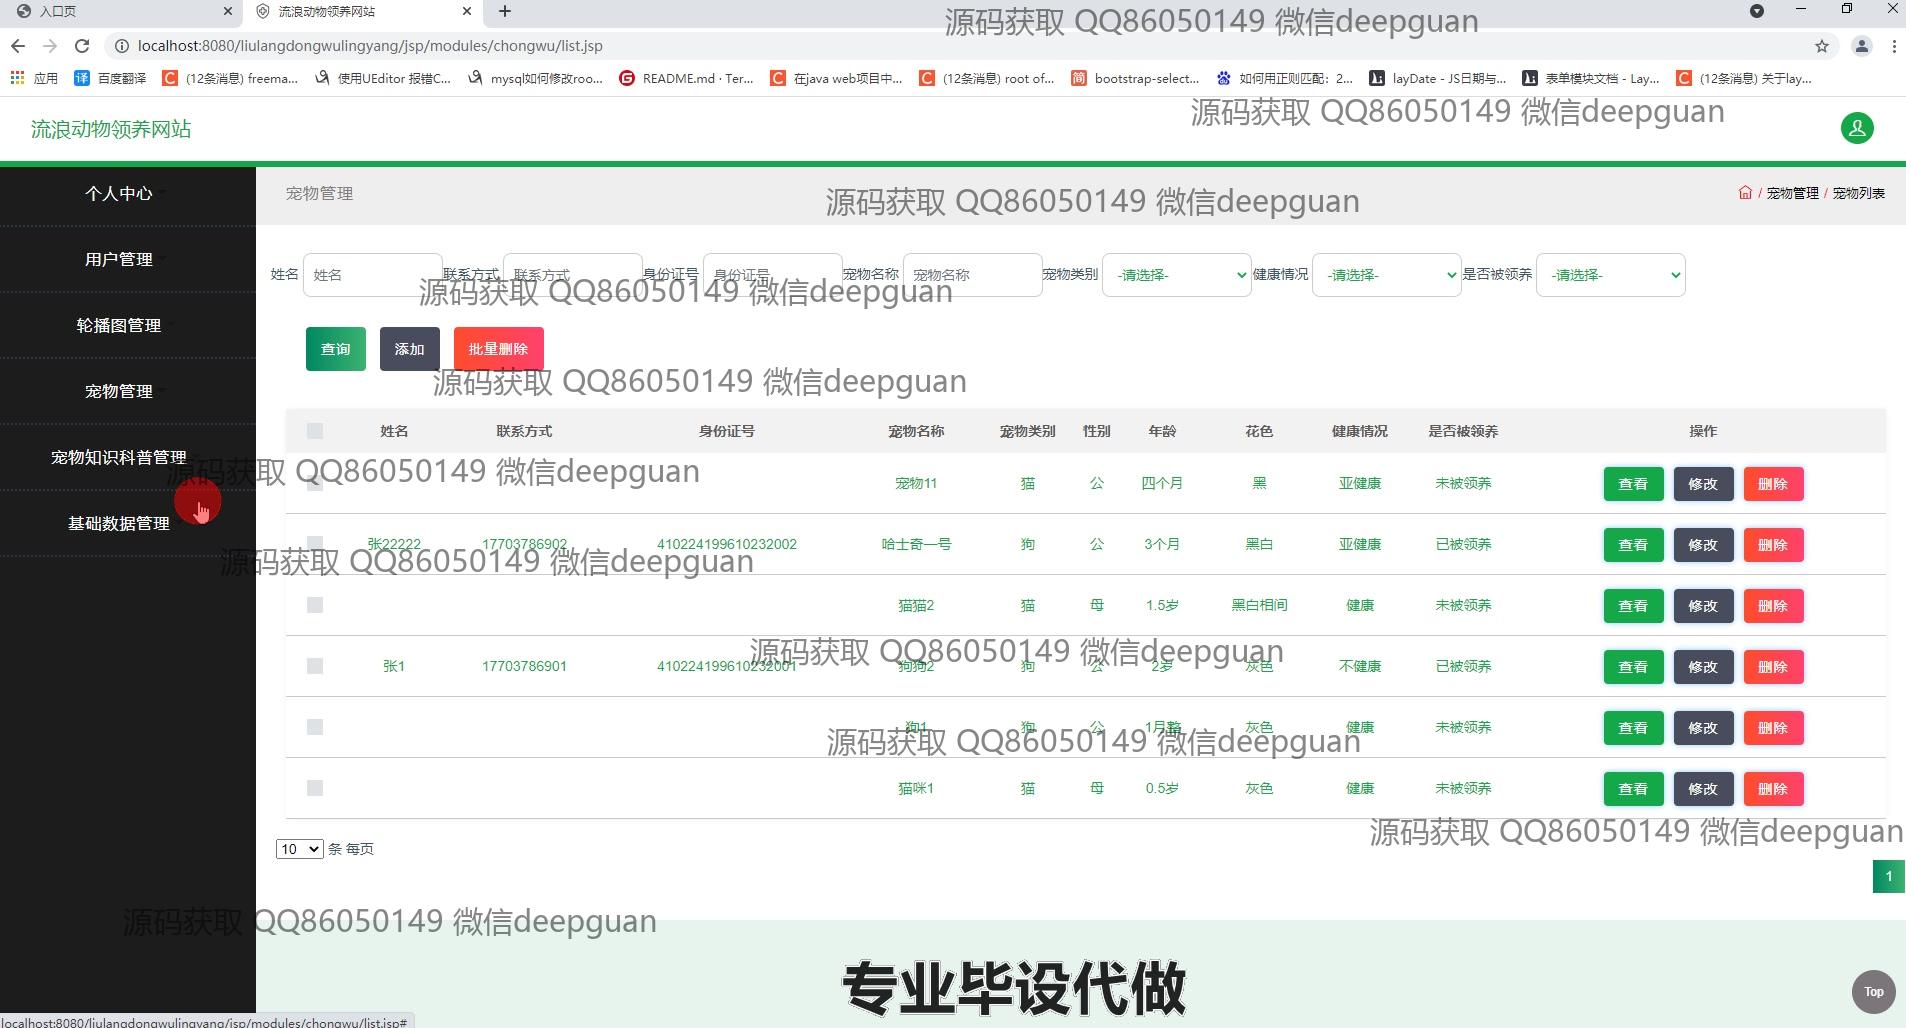 入口页
流浪动物领养网站
源码获取 QQ86050149 微信deepguan
localhost:8080/liulangdongwulingyang/jsp/modules/chongwu/list.jsp
应用 百度翻译 (12条消息) freema... 使用UEditor 报错C... mysql如何修改roo... README.md · Ter... 在java web项目中... (12条消息) root of... bootstrap-select... 如何用正则匹配：2... layDate - JS日期与... 表单模块文档 - Lay... (12条消息) 关于lay...
源码获取 QQ86050149 微信deepguan
流浪动物领养网站
个人中心
用户管理
轮播图管理
宠物管理
宠物知识科普管理
基础数据管理
宠物管理
源码获取 QQ86050149 微信deepguan
/ 宠物管理 / 宠物列表
姓名 姓名 联系方式 联系方式 身份证号 身份证号 宠物名称 宠物名称 宠物类别 -请选择- 健康情况 -请选择- 是否被领养 -请选择-
源码获取 QQ86050149 微信deepguan
查询 添加 批量删除
源码获取 QQ86050149 微信deepguan
姓名 联系方式 身份证号 宠物名称 宠物类别 性别 年龄 花色 健康情况 是否被领养 操作
源码获取 QQ86050149 微信deepguan
宠物11 猫 公 四个月 黑 亚健康 未被领养 查看 修改 删除
张22222 17703786902 410224199610232002 哈士奇一号 狗 公 3个月 黑白 亚健康 已被领养 查看 修改 删除
源码获取 QQ86050149 微信deepguan
猫猫2 猫 母 1.5岁 黑白相间 健康 未被领养 查看 修改 删除
源码获取 QQ86050149 微信deepguan
张1 17703786901 410224199610232001 狗狗2 狗 公 2岁 灰色 不健康 已被领养 查看 修改 删除
狗1 狗 公 1月整 灰色 健康 未被领养 查看 修改 删除
源码获取 QQ86050149 微信deepguan
猫咪1 猫 母 0.5岁 灰色 健康 未被领养 查看 修改 删除
源码获取 QQ86050149 微信deepguan
10 条 每页
1
源码获取 QQ86050149 微信deepguan
专业毕设代做
Top
localhost:8080/liulangdongwulingyang/jsp/modules/chongwu/list.jsp#